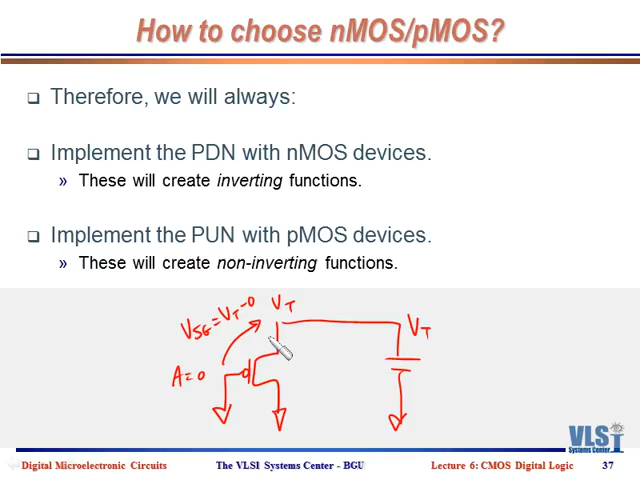 How to choose nMOS/pMOS?
Therefore, we will always:
Implement the PDN with nMOS devices.
» These will create inverting functions.
Implement the PUN with pMOS devices.
» These will create non-inverting functions.
VSG=VT-0 VT
VT
A=0
VLSI
Systems Center
Digital Microelectronic Circuits The VLSI Systems Center - BGU Lecture 6: CMOS Digital Logic 37